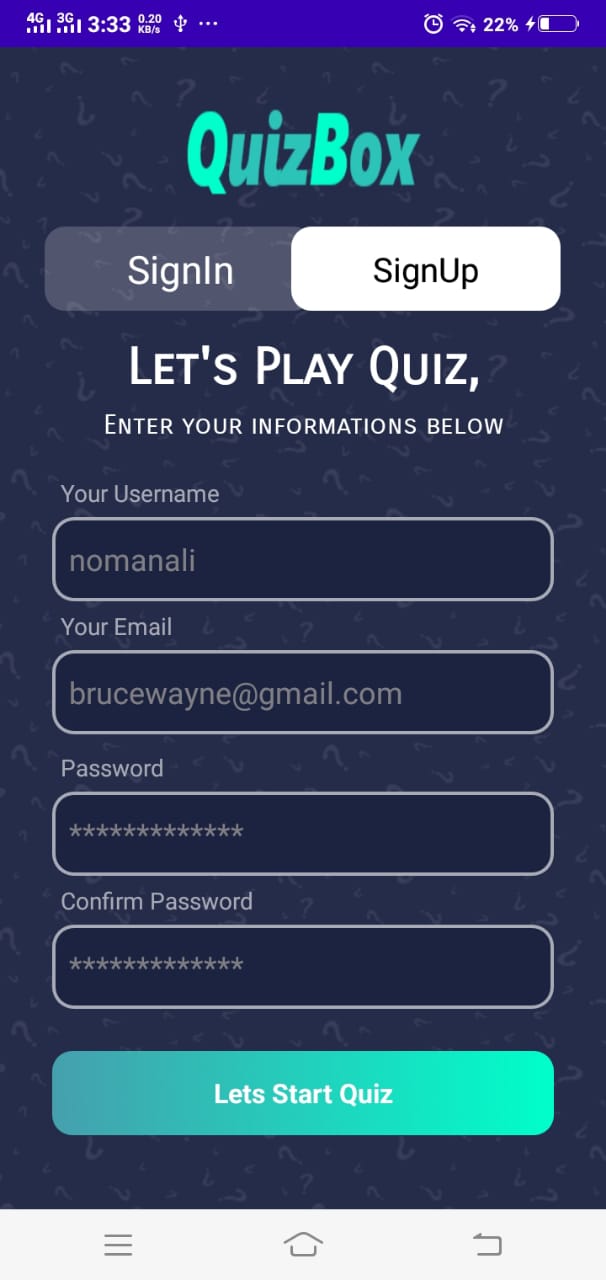 4G 3G 3:33 0.20 KB/s ... 22%
QuizBox
SignIn SignUp
Let's Play Quiz,
Enter your informations below
Your Username
nomanali
Your Email
brucewayne@gmail.com
Password
*************
Confirm Password
*************
Lets Start Quiz